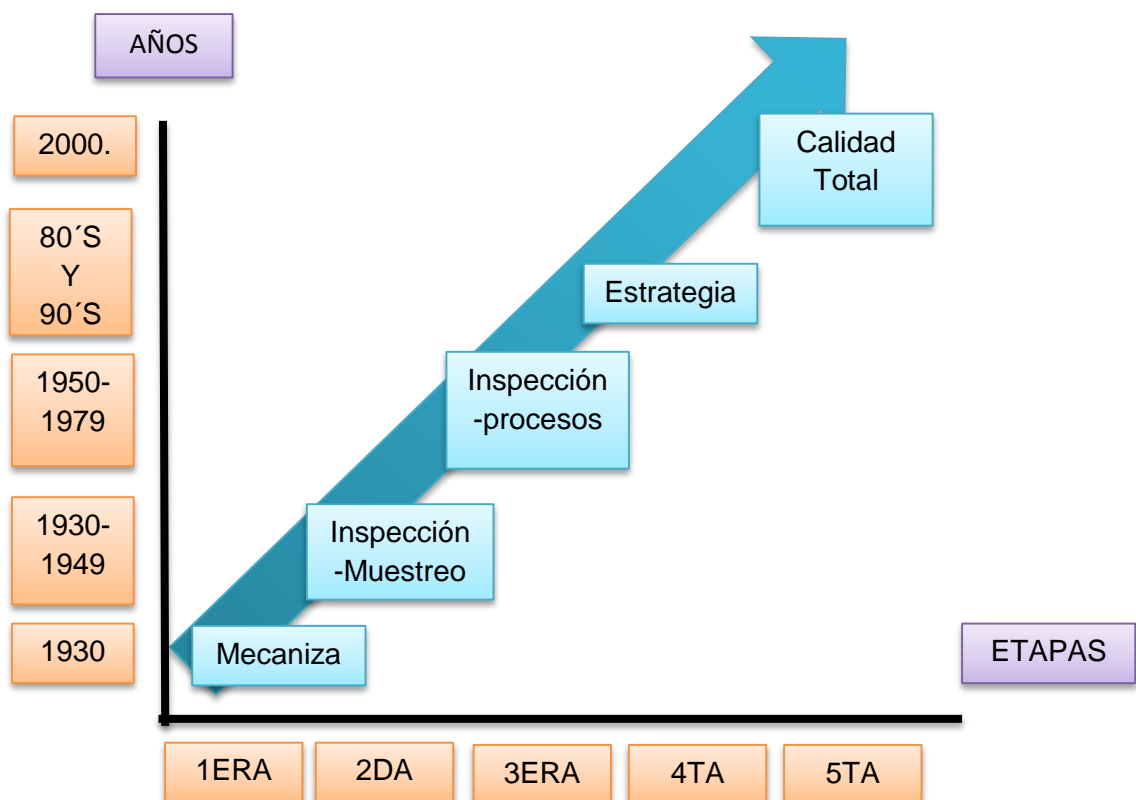 AÑOS
2000.
80´S
Y
90´S
1950-
1979
1930-
1949
1930
Calidad
Total
Estrategia
Inspección
-procesos
Inspección
-Muestreo
Mecaniza
ETAPAS
1ERA
2DA
3ERA
4TA
5TA